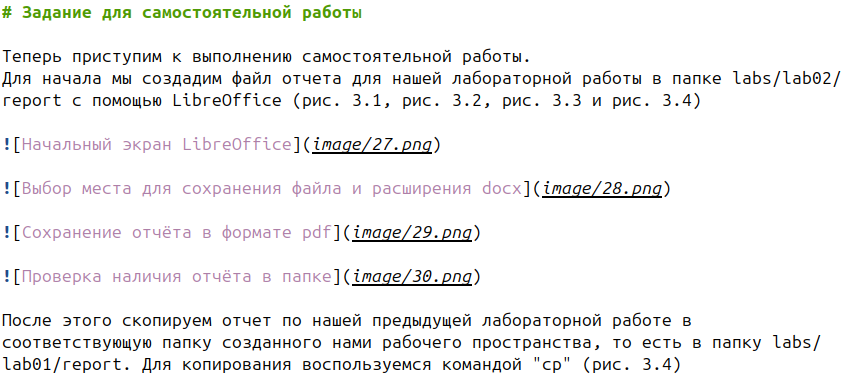 # Задание для самостоятельной работы
Теперь приступим к выполнению самостоятельной работы.
Для начала мы создадим файл отчета для нашей лабораторной работы в папке labs/lab02/
report с помощью LibreOffice (рис. 3.1, рис. 3.2, рис. 3.3 и рис. 3.4)
![Начальный экран LibreOffice](image/27.png)
![Выбор места для сохранения файла и расширения docx](image/28.png)
![Сохранение отчёта в формате pdf](image/29.png)
![Проверка наличия отчёта в папке](image/30.png)
После этого скопируем отчет по нашей предыдущей лабораторной работе в
соответствующую папку созданного нами рабочего пространства, то есть в папку labs/
lab01/report. Для копирования воспользуемся командой "cp" (рис. 3.4)